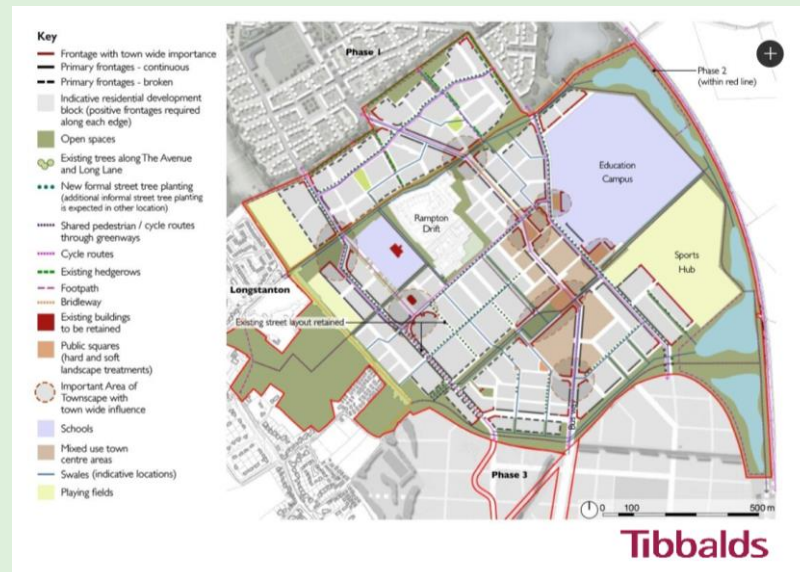 Key
Frontage with town wide importance
Primary frontages - continuous
Primary frontages - broken
Indicative residential development
block (positive frontages required
along each edge)
Open spaces
Existing trees along The Avenue
and Long Lane
New formal street tree planting
(additional informal street tree planting
is expected in other location)
Shared pedestrian / cycle routes
through greenways
Cycle routes
Existing hedgerows
Footpath
Bridleway
Existing buildings
to be retained
Public squares
(hard and soft
landscape treatments)
Important Area of
Townscape with
town wide influence
Schools
Mixed use town
centre areas
Swales (indicative locations)
Playing fields
Phase 1
Phase 2
(within red line)
Education
Campus
Rampton
Drift
Sports
Hub
Longstanton
Existing street layout retained
Phase 3
0 100 500 m
Tibbalds